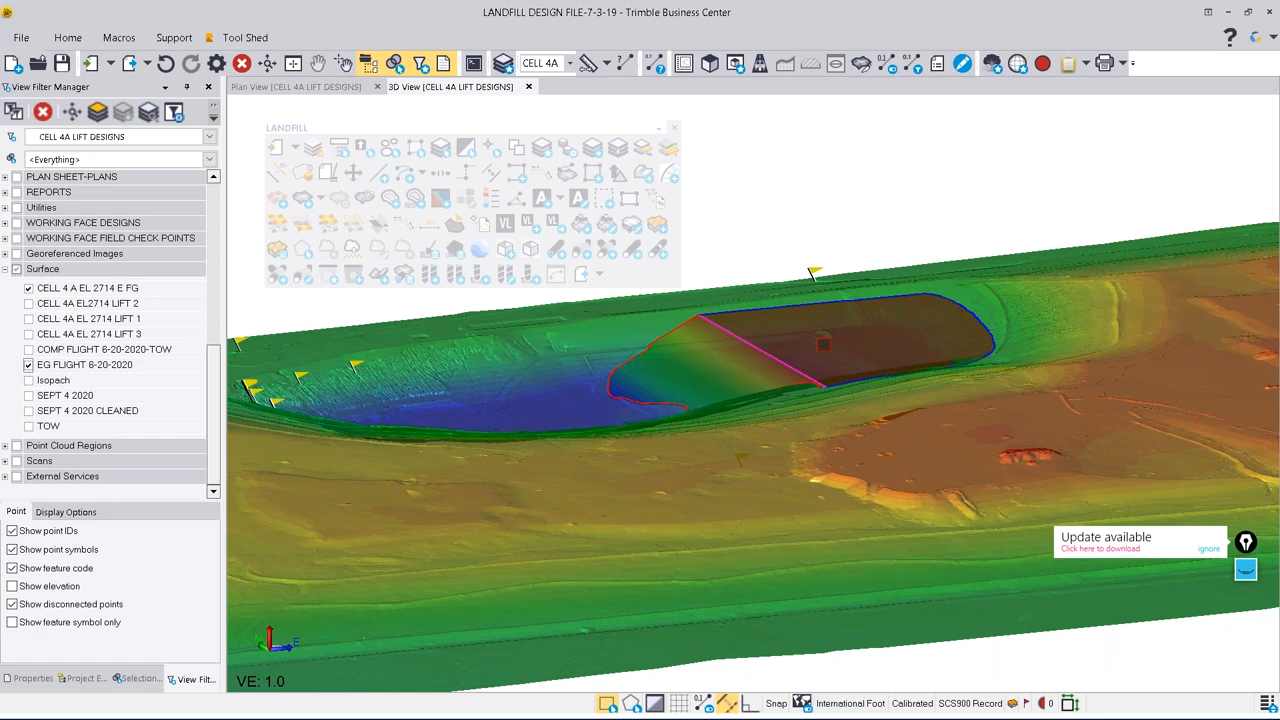 LANDFILL DESIGN FILE-7-3-19 - Trimble Business Center
File Home Macros Support Tool Shed
CELL 4A
View Filter Manager
Plan View [CELL 4A LIFT DESIGNS]
3D View [CELL 4A LIFT DESIGNS]
CELL 4A LIFT DESIGNS
<Everything>
PLAN SHEET-PLANS
REPORTS
Utilities
WORKING FACE DESIGNS
WORKING FACE FIELD CHECK POINTS
Georeferenced Images
Surface
CELL 4 A EL 2714 E FG
CELL 4A EL2714 LIFT 2
CELL 4A EL 2714 LIFT 1
CELL 4A EL 2714 LIFT 3
COMP FLIGHT 6-20-2020-TOW
EG FLIGHT 6-20-2020
Isopach
SEPT 4 2020
SEPT 4 2020 CLEANED
TOW
Point Cloud Regions
Scans
External Services
Point Display Options
Show point IDs
Show point symbols
Show feature code
Show elevation
Show disconnected points
Show feature symbol only
Properties Project E... Selection... View Filt...
LANDFILL
VL VL VL
Update available
Click here to download ignore
N E
VE: 1.0
Snap International Foot Calibrated SCS900 Record 0